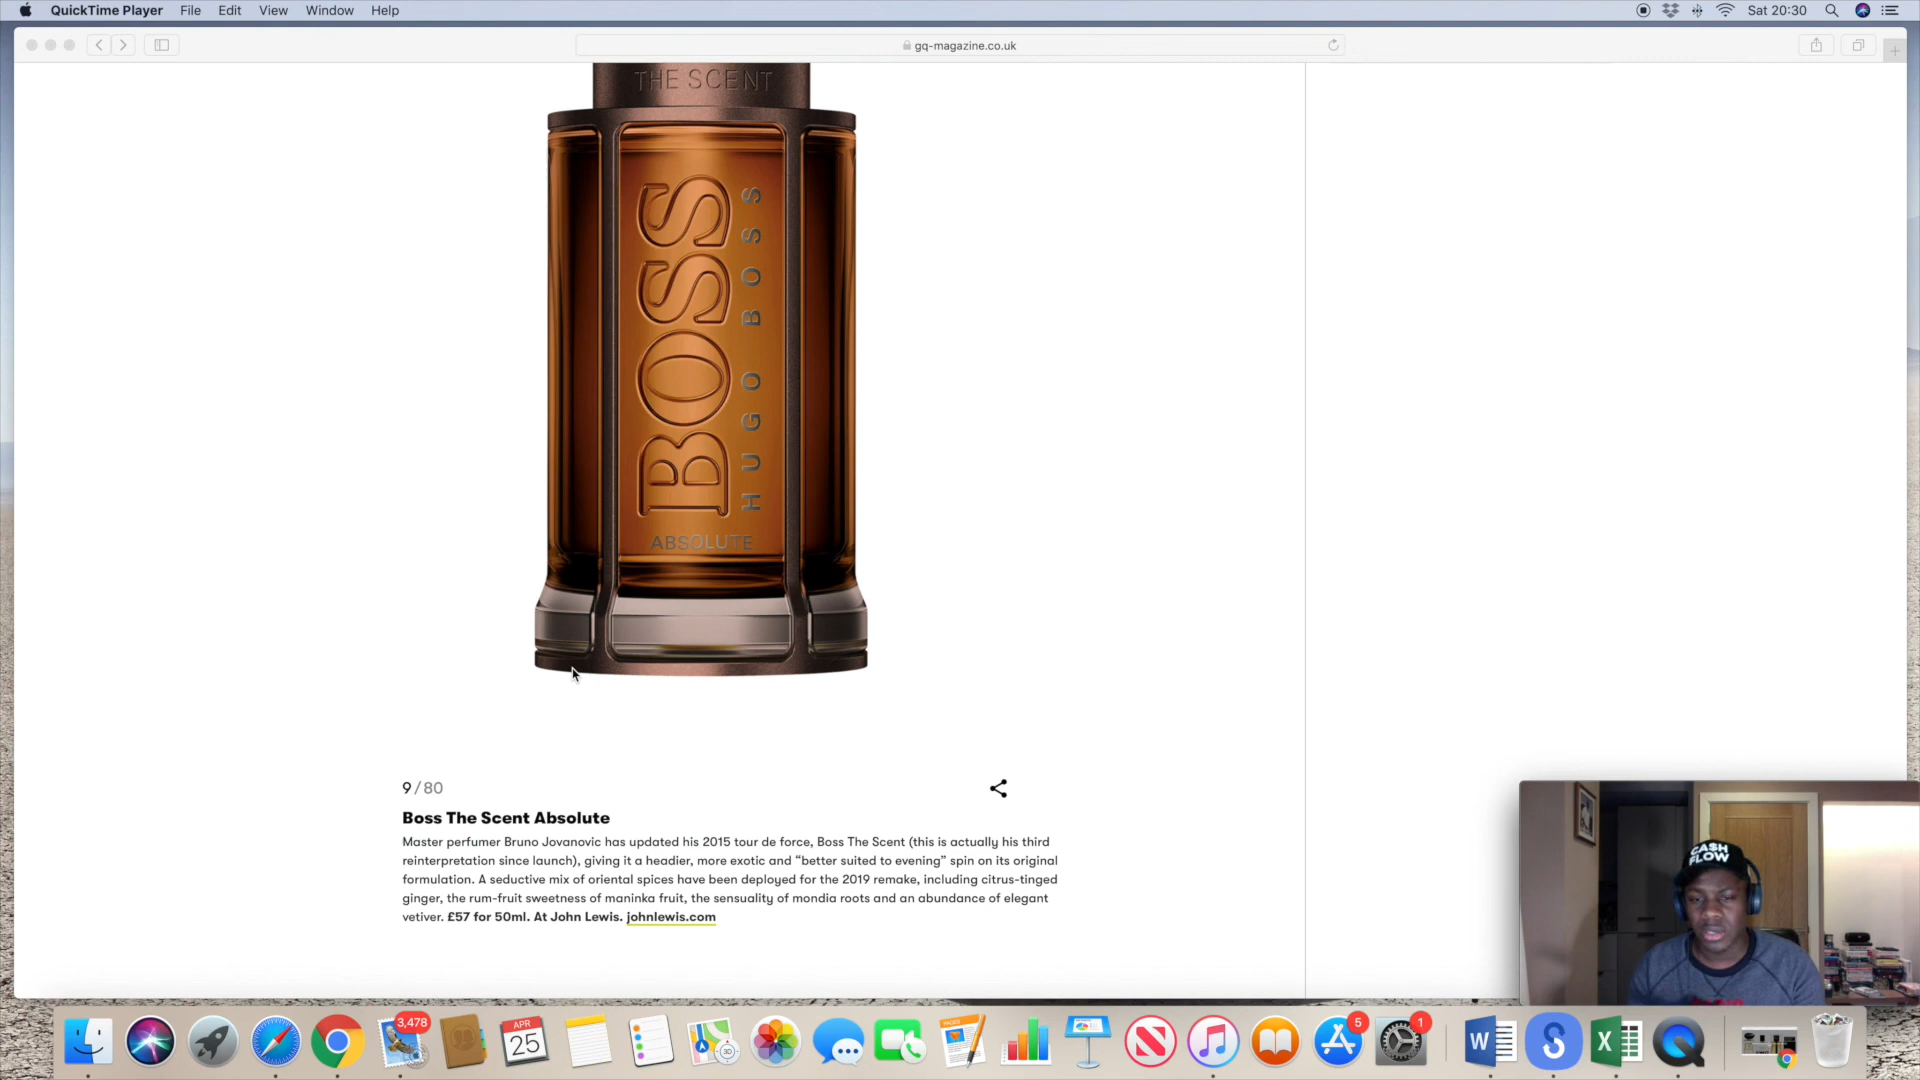 QuickTime Player File Edit View Window Help Sat 20:30
gq-magazine.co.uk
THE SCENT
BOSS
HUGO BOSS
ABSOLUTE
9/80
Boss The Scent Absolute
Master perfumer Bruno Jovanovic has updated his 2015 tour de force, Boss The Scent (this is actually his third
reinterpretation since launch), giving it a headier, more exotic and “better suited to evening” spin on its original
formulation. A seductive mix of oriental spices have been deployed for the 2019 remake, including citrus-tinged
ginger, the rum-fruit sweetness of maninka fruit, the sensuality of mondia roots and an abundance of elegant
vetiver. £57 for 50ml. At John Lewis. johnlewis.com
CA$H
FLOW
3,478
APR
25
3D
PAGES
5
1
W
S
X